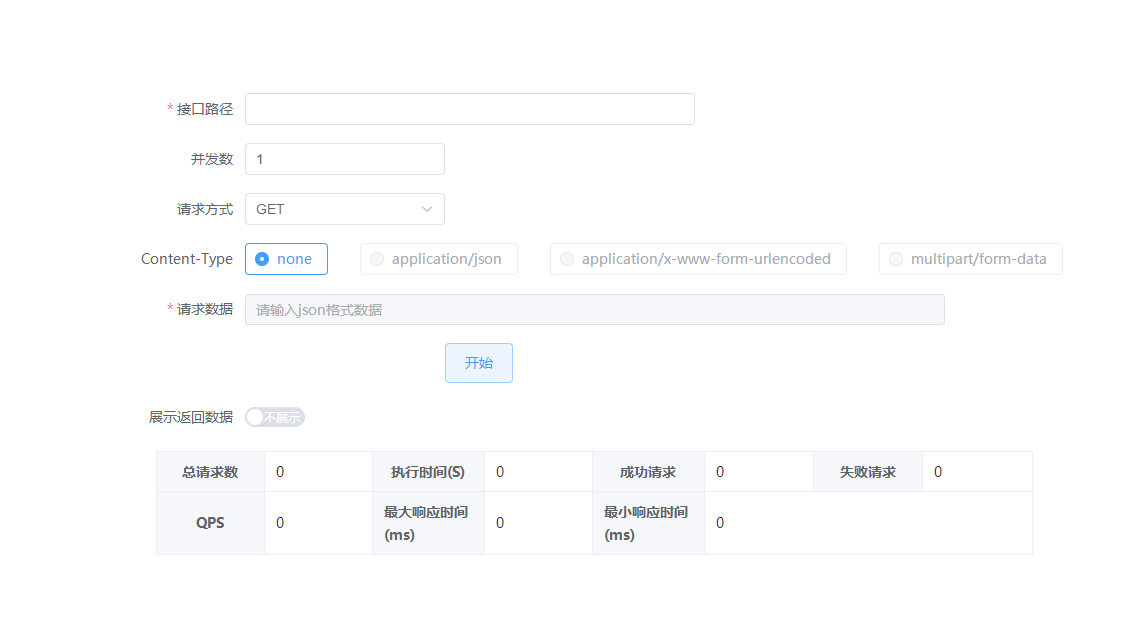 * 接口路径
并发数 1
请求方式 GET
Content-Type none application/json application/x-www-form-urlencoded multipart/form-data
* 请求数据 请输入json格式数据
开始
展示返回数据 不展示
总请求数 0 执行时间(S) 0 成功请求 0 失败请求 0
QPS 0 最大响应时间(ms) 0 最小响应时间(ms) 0